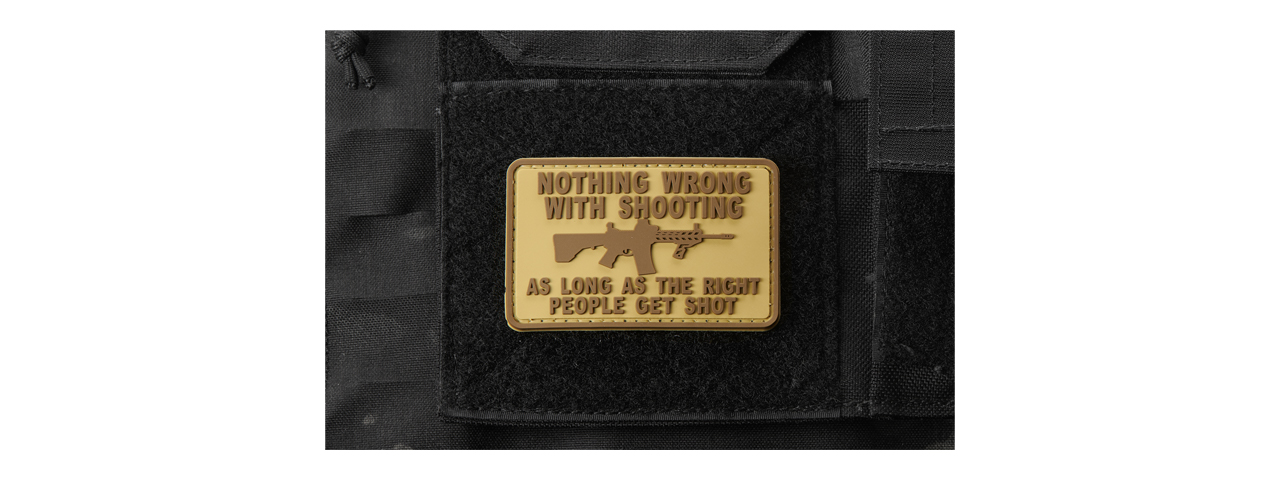 NOTHING WRONG
WITH SHOOTING
AS LONG AS THE RIGHT
PEOPLE GET SHOT